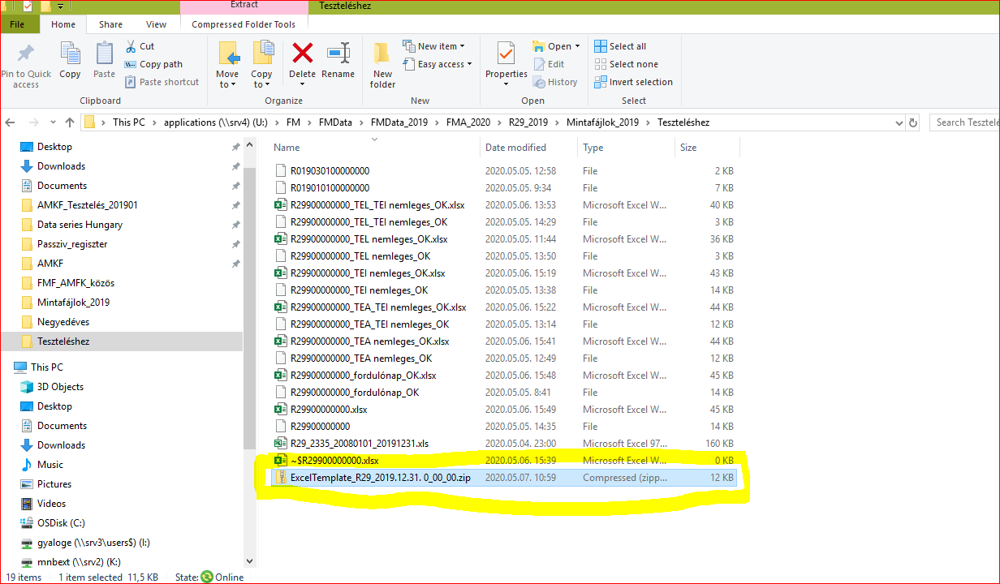 Extract
Teszteléshez
File
Home
Share
View
Compressed Folder Tools
Pin to Quick access
Copy
Paste
Cut
Copy path
Paste shortcut
Clipboard
Move to
Copy to
Delete
Rename
Organize
New folder
New item
Easy access
New
Properties
Open
Edit
History
Open
Select all
Select none
Invert selection
Select
This PC > applications (\\srv4) (U:) > FM > FMData > FMData_2019 > FMA_2020 > R29_2019 > Mintafájlok_2019 > Teszteléshez
Search Tesztelé
Desktop
Downloads
Documents
AMKF_Tesztelés_201901
Data series Hungary
Passziv_regiszter
AMKF
FMF_AMFK_közös
Mintafájlok_2019
Negyedéves
Teszteléshez
This PC
3D Objects
Desktop
Documents
Downloads
Music
Pictures
Videos
OSDisk (C:)
gyaloge (\\srv3\users$) (I:)
mnbext (\\srv2) (K:)
Name Date modified Type Size
R019030100000000 2020.05.05. 12:58 File 2 KB
R019010100000000 2020.05.05. 9:34 File 7 KB
R29900000000_TEL_TEI nemleges_OK.xlsx 2020.05.06. 13:53 Microsoft Excel W... 40 KB
R29900000000_TEL_TEI nemleges_OK 2020.05.05. 14:29 File 3 KB
R29900000000_TEL nemleges_OK.xlsx 2020.05.05. 11:44 Microsoft Excel W... 36 KB
R29900000000_TEL nemleges_OK 2020.05.05. 13:50 File 3 KB
R29900000000_TEI nemleges_OK.xlsx 2020.05.06. 15:19 Microsoft Excel W... 43 KB
R29900000000_TEI nemleges_OK 2020.05.05. 13:38 File 14 KB
R29900000000_TEA_TEI nemleges_OK.xlsx 2020.05.06. 15:22 Microsoft Excel W... 44 KB
R29900000000_TEA_TEI nemleges_OK 2020.05.05. 13:14 File 12 KB
R29900000000_TEA nemleges_OK.xlsx 2020.05.06. 15:41 Microsoft Excel W... 44 KB
R29900000000_TEA nemleges_OK 2020.05.05. 12:49 File 12 KB
R29900000000_fordulónap_OK.xlsx 2020.05.06. 15:48 Microsoft Excel W... 45 KB
R29900000000_fordulónap_OK 2020.05.05. 8:41 File 14 KB
R29900000000.xlsx 2020.05.06. 15:49 Microsoft Excel W... 45 KB
R29900000000 2020.05.05. 14:35 File 14 KB
R29_2335_20080101_20191231.xls 2020.05.04. 23:00 Microsoft Excel 97... 160 KB
~$R29900000000.xlsx 2020.05.06. 15:39 Microsoft Excel W... 0 KB
ExcelTemplate_R29_2019.12.31. 0_00_00.zip 2020.05.07. 10:59 Compressed (zipp... 12 KB
19 items 1 item selected 11,5 KB State: Online